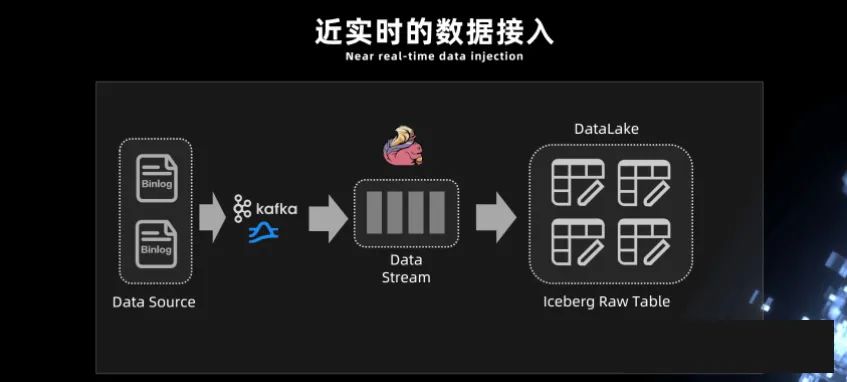 近实时的数据接入
Near real-time data injection
DataLake
Binlog
Binlog
kafka
Data
Stream
Data Source
Iceberg Raw Table